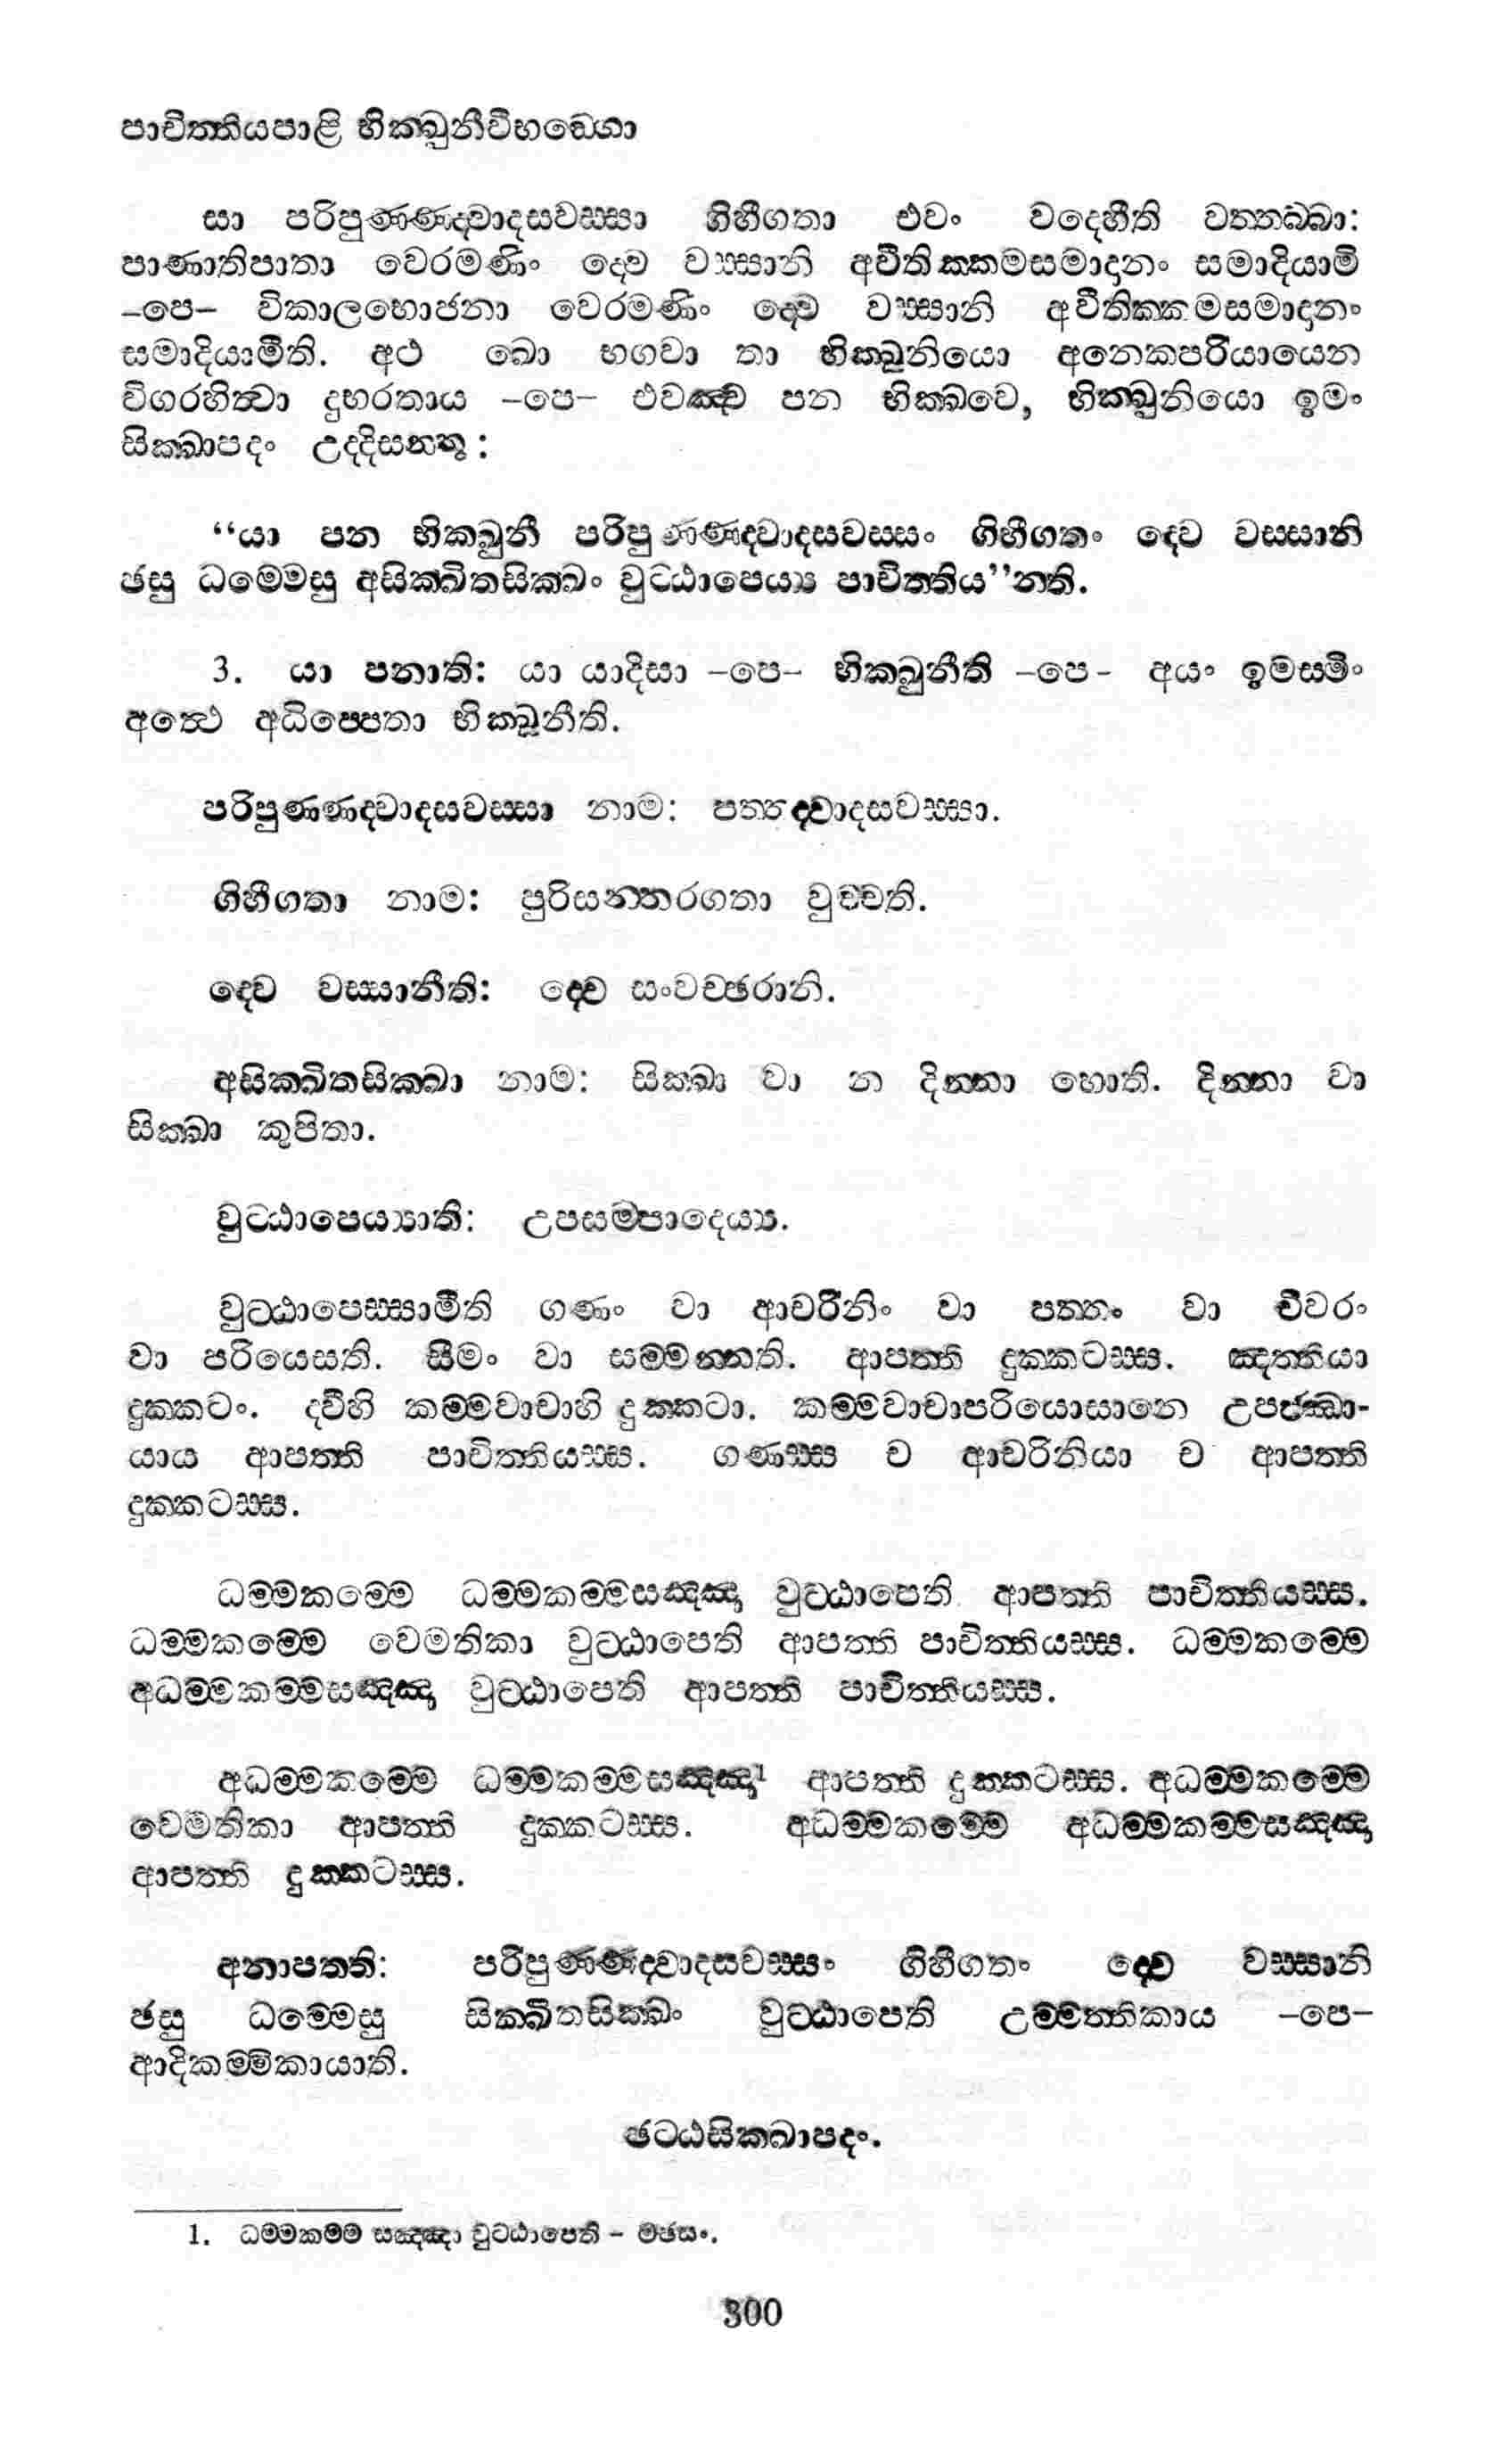 පාචිත්තියපාළි භික්ඛුනීවිභඞ්ගො
සා පරිපුණ්ණද්වාදසවස්සා ගිහීගතා එවං වදෙහීති වත්තබ්බා:
පාණාතිපාතා වෙරමණිං ද්වෙ වස්සානි අවීතික්කමසමාදානං සමාදියාමි
–පෙ– විකාලභොජනා වෙරමණිං ද්වෙ වස්සානි අවීතික්කමසමාදානං
සමාදියාමීති. අථ ඛො භගවා තා භික්ඛුනියො අනෙකපරියායෙන
විගරහිත්වා දුභරතාය –පෙ– එවඤ්ච පන භික්ඛවෙ, භික්ඛුනියො ඉමං
සික්ඛාපදං උද්දිසන්තු:
“යා පන භික්ඛුනී පරිපුණ්ණද්වාදසවස්සං ගිහීගතං ද්වෙ වස්සානි
ඡසු ධම්මෙසු අසික්ඛිතසික්ඛං වුට්ඨාපෙය්‍ය පාචිත්තිය”න්ති.
3. යා පනාති: යා යාදිසා –පෙ– භික්ඛුනීති –පෙ– අයං ඉමස්මිං
අත්ථෙ අධිප්පෙතා භික්ඛුනීති.
පරිපුණ්ණද්වාදසවස්සා නාම: පත්තද්වාදසවස්සා.
ගිහීගතා නාම: පුරිසන්තරගතා වුච්චති.
ද්වෙ වස්සානීති: ද්වෙ සංවච්ඡරානි.
අසික්ඛිතසික්ඛා නාම: සික්ඛා වා න දින්නා හොති. දින්නා වා
සික්ඛා කුපිතා.
වුට්ඨාපෙය්‍යාති: උපසම්පාදෙය්‍ය.
වුට්ඨාපෙස්සාමීති ගණං වා ආචරිනිං වා පත්තං වා චීවරං
වා පරියෙසති. සීමං වා සම්මන්නති. ආපත්ති දුක්කටස්ස. ඤත්තියා
දුක්කටං. ද්වීහි කම්මවාචාහි දුක්කටා. කම්මවාචාපරියොසානෙ උපජ්ඣා-
යාය ආපත්ති පාචිත්තියස්ස. ගණස්ස ච ආචරිනියා ච ආපත්ති
දුක්කටස්ස.
ධම්මකම්මෙ ධම්මකම්මසඤ්ඤා වුට්ඨාපෙති ආපත්ති පාචිත්තියස්ස.
ධම්මකම්මෙ වෙමතිකා වුට්ඨාපෙති ආපත්ති පාචිත්තියස්ස. ධම්මකම්මෙ
අධම්මකම්මසඤ්ඤා වුට්ඨාපෙති ආපත්ති පාචිත්තියස්ස.
අධම්මකම්මෙ ධම්මකම්මසඤ්ඤා¹ ආපත්ති දුක්කටස්ස. අධම්මකම්මෙ
වෙමතිකා ආපත්ති දුක්කටස්ස. අධම්මකම්මෙ අධම්මකම්මසඤ්ඤා
ආපත්ති දුක්කටස්ස.
අනාපත්ති: පරිපුණ්ණද්වාදසවස්සං ගිහීගතං ද්වෙ වස්සානි
ඡසු ධම්මෙසු සික්ඛිතසික්ඛං වුට්ඨාපෙති උම්මත්තිකාය –පෙ–
ආදිකම්මිකායාති.
ඡට්ඨසික්ඛාපදං.
1. ධම්මකම්ම සඤ්ඤා වුට්ඨාපෙති – මඡසං.
300